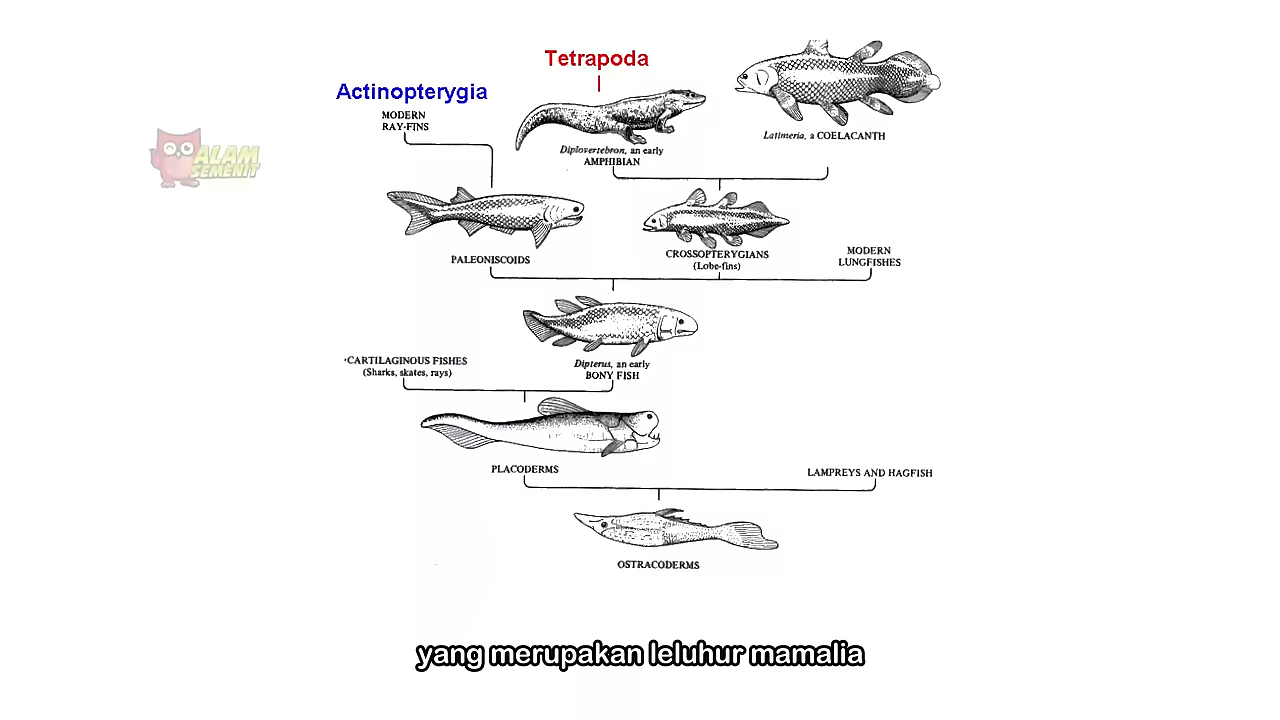 Tetrapoda
Actinopterygia
MODERN
RAY-FINS
ALAM
SEMENIT
Latimeria, a COELACANTH
Diplovertebron, an early
AMPHIBIAN
PALEONISCOIDS
CROSSOPTERYGIANS
(Lobe-fins)
MODERN
LUNGFISHES
CARTILAGINOUS FISHES
(Sharks, skates, rays)
Dipterus, an early
BONY FISH
PLACODERMS
LAMPREYS AND HAGFISH
OSTRACODERMS
yang merupakan leluhur mamalia